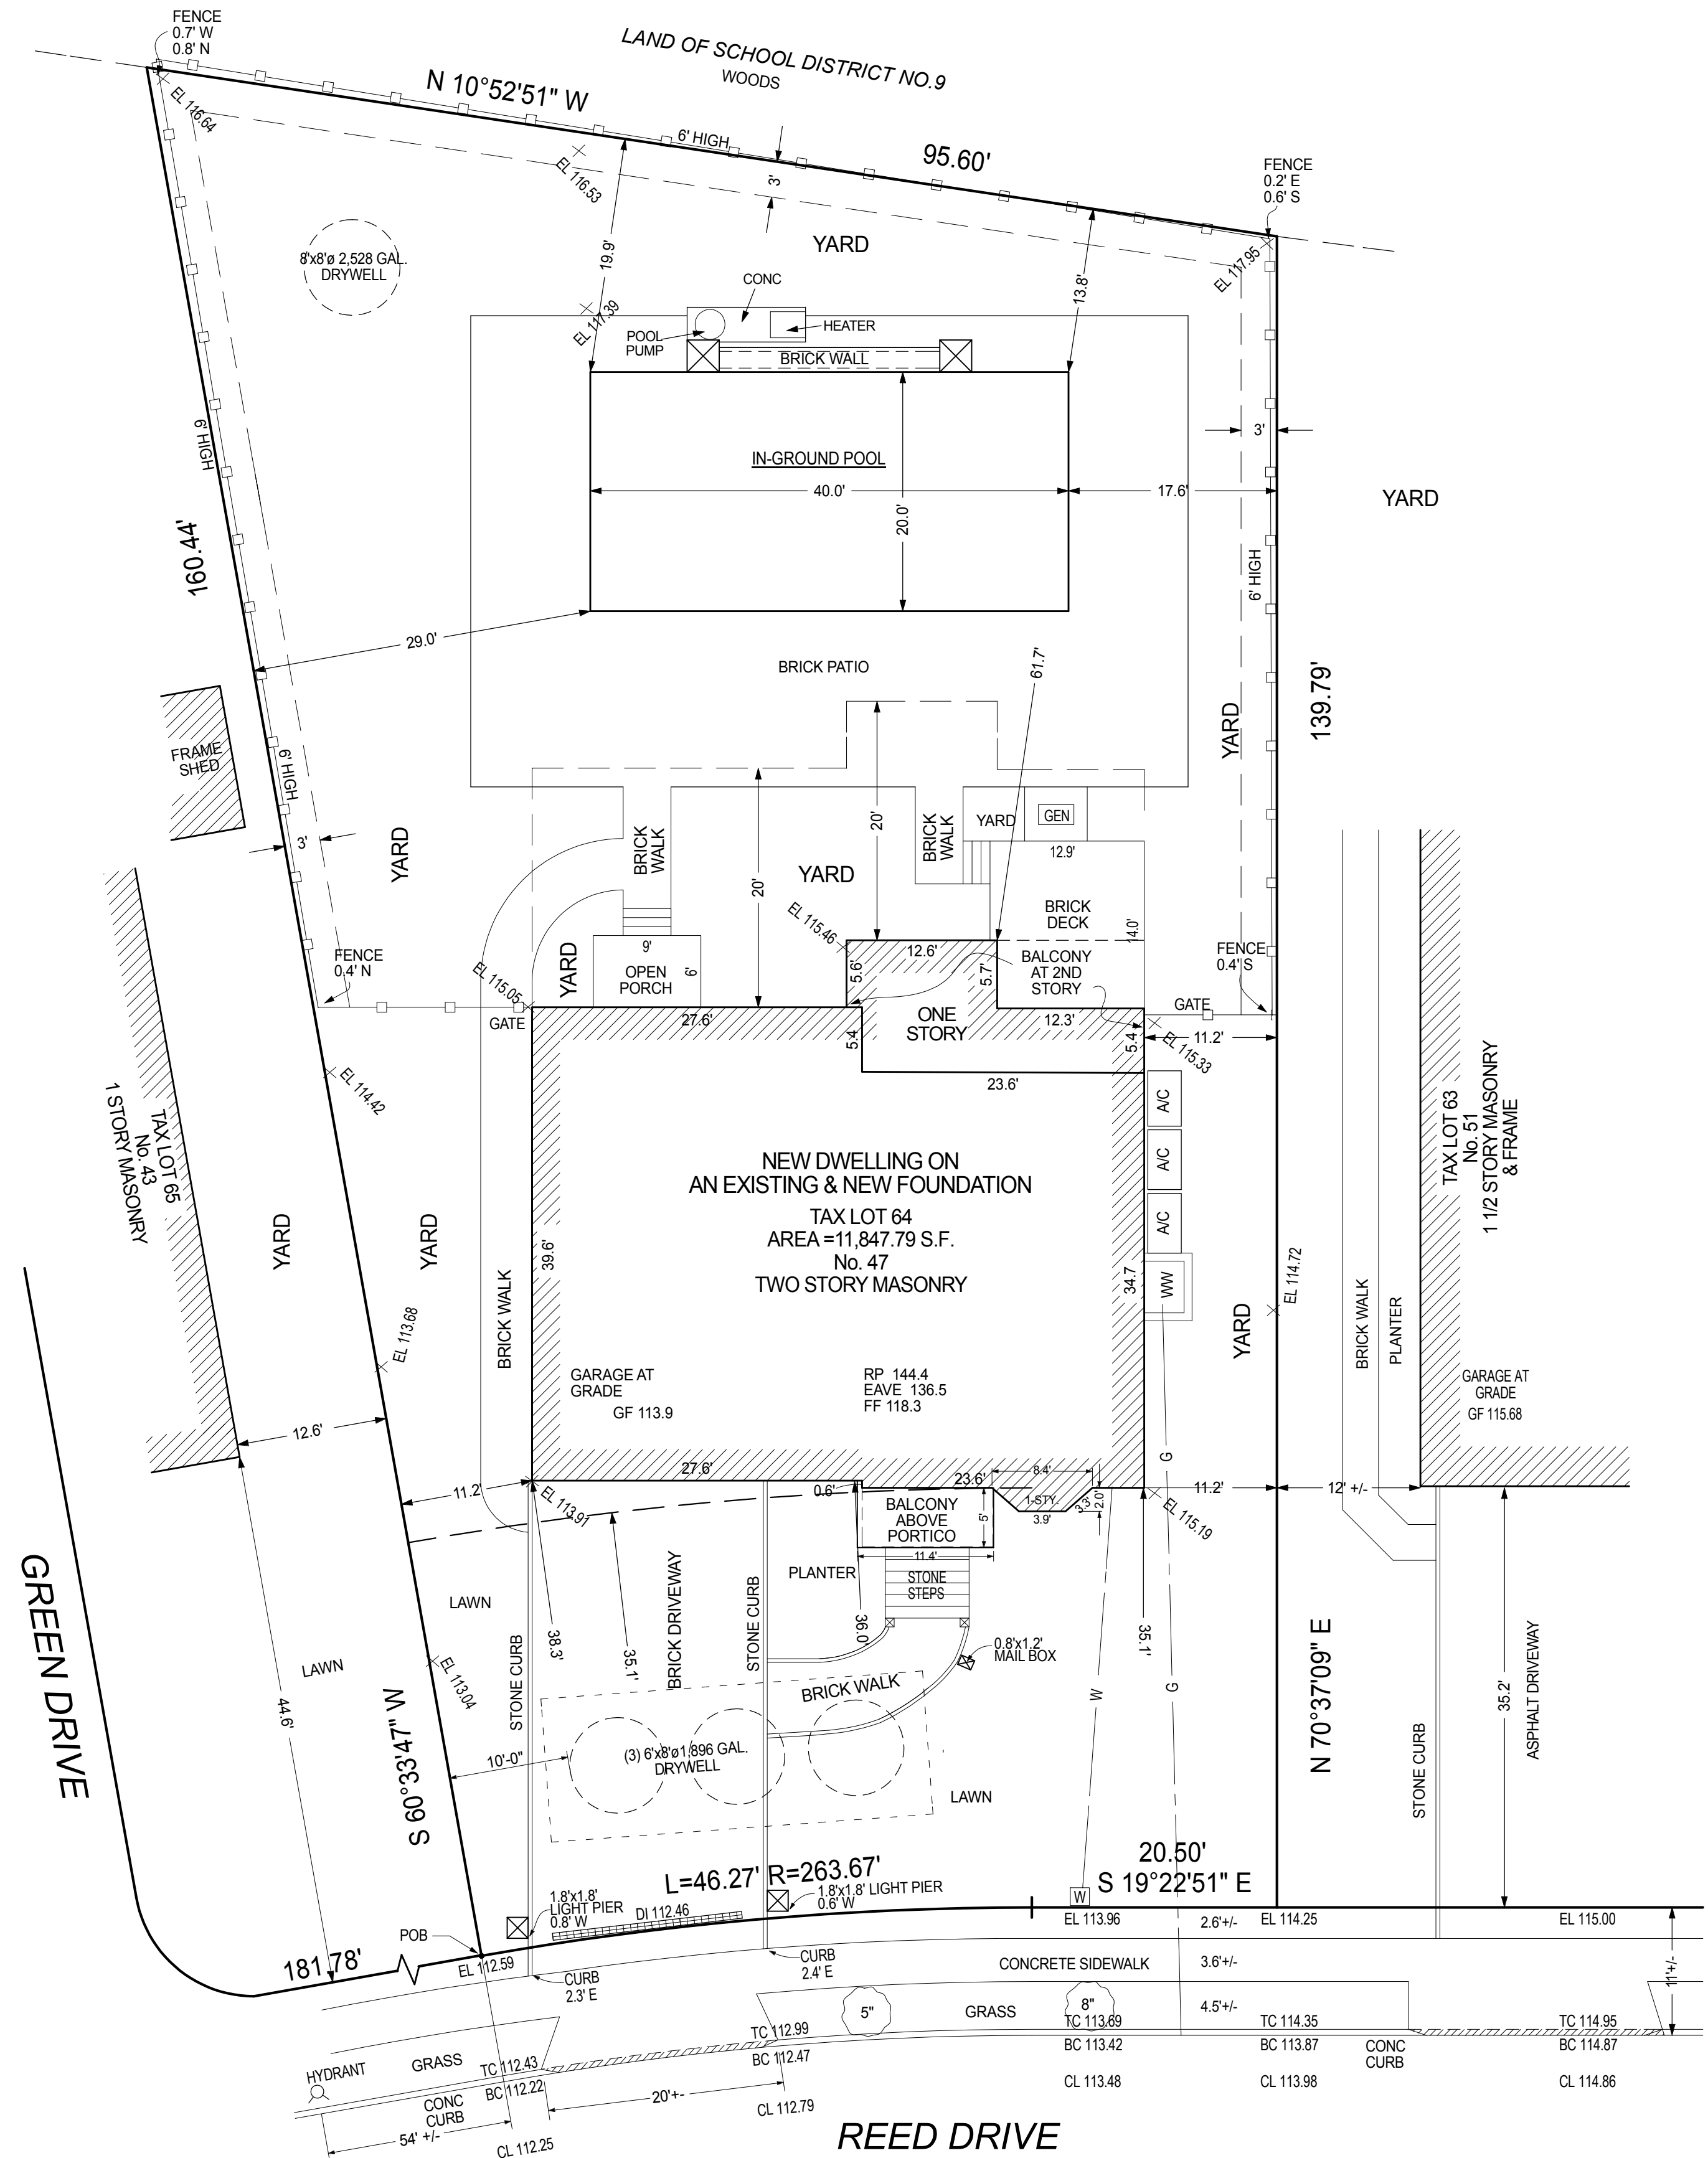 FENCE
0.7' W
0.8' N
LAND OF SCHOOL DISTRICT NO.9
WOODS
N 10°52'51" W
EL 116.64
6' HIGH
95.60'
FENCE
0.2' E
0.6' S
EL 116.53
3'
YARD
EL 117.95
8'x8'ø 2,528 GAL.
DRYWELL
19.9'
13.8'
CONC
EL 117.39
POOL
PUMP
HEATER
BRICK WALL
6' HIGH
3'
IN-GROUND POOL
40.0'
17.6'
YARD
20.0'
160.44'
6' HIGH
29.0'
BRICK PATIO
61.7'
139.79'
YARD
FRAME
SHED
6' HIGH
3'
YARD
BRICK
WALK
20'
20'
YARD
BRICK
WALK
YARD
GEN
12.9'
BRICK
DECK
14.0'
EL 115.46
FENCE
0.4' N
EL 115.05
YARD
9'
OPEN
PORCH
6'
12.6'
5.6'
5.7'
BALCONY
AT 2ND
STORY
FENCE
0.4' S
GATE
27.6'
ONE
STORY
12.3'
GATE
5.4
5.4
11.2'
EL 115.33
23.6'
EL 114.42
A/C
A/C
A/C
WW
1 STORY MASONRY
No. 43
TAX LOT 65
TAX LOT 63
No. 51
1 1/2 STORY MASONRY
& FRAME
NEW DWELLING ON
AN EXISTING & NEW FOUNDATION
TAX LOT 64
AREA =11,847.79 S.F.
No. 47
TWO STORY MASONRY
YARD
YARD
39.6'
34.7
EL 114.72
BRICK WALK
YARD
BRICK WALK
PLANTER
EL 113.68
GARAGE AT
GRADE
GF 113.9
RP 144.4
EAVE 136.5
FF 118.3
GARAGE AT
GRADE
GF 115.68
12.6'
G
27.6'
11.2'
EL 113.91
0.6'
23.6'
8.4'
1-STY.
3.9'
3.3'
2.0'
11.2'
12' +/-
EL 115.19
BALCONY
ABOVE
PORTICO
5'
11.4'
GREEN DRIVE
LAWN
LAWN
PLANTER
STONE
STEPS
38.3'
35.1'
BRICK DRIVEWAY
STONE CURB
STONE CURB
36.0'
0.8'x1.2'
MAIL BOX
35.1'
EL 113.04
44.6'
S 60°33'47" W
BRICK WALK
W
G
N 70°37'09" E
35.2'
ASPHALT DRIVEWAY
STONE CURB
10'-0"
(3) 6'x8'ø1,896 GAL.
DRYWELL
LAWN
20.50'
S 19°22'51" E
L=46.27' R=263.67'
1.8'x1.8'
LIGHT PIER
0.8' W
DI 112.46
1.8'x1.8' LIGHT PIER
0.6' W
W
POB
EL 113.96
2.6'+/-
EL 114.25
EL 115.00
181.78'
EL 112.59
CURB
2.3' E
CURB
2.4' E
CONCRETE SIDEWALK
3.6'+/-
11'+/-
5"
GRASS
8"
4.5'+/-
TC 112.99
TC 113.69
TC 114.35
TC 114.95
BC 112.47
BC 113.42
BC 113.87
CONC
CURB
BC 114.87
HYDRANT
GRASS
TC 112.43
BC 112.22
CL 113.48
CL 113.98
CL 114.86
CONC
CURB
20'+-
CL 112.79
54' +/-
CL 112.25
REED DRIVE